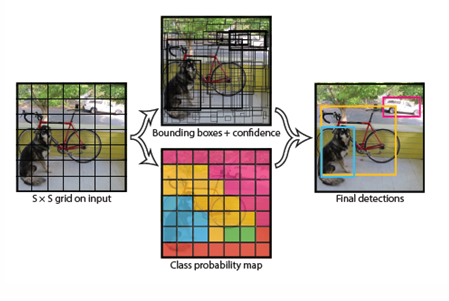 Bounding boxes + confidence
S × S grid on input
Final detections
Class probability map